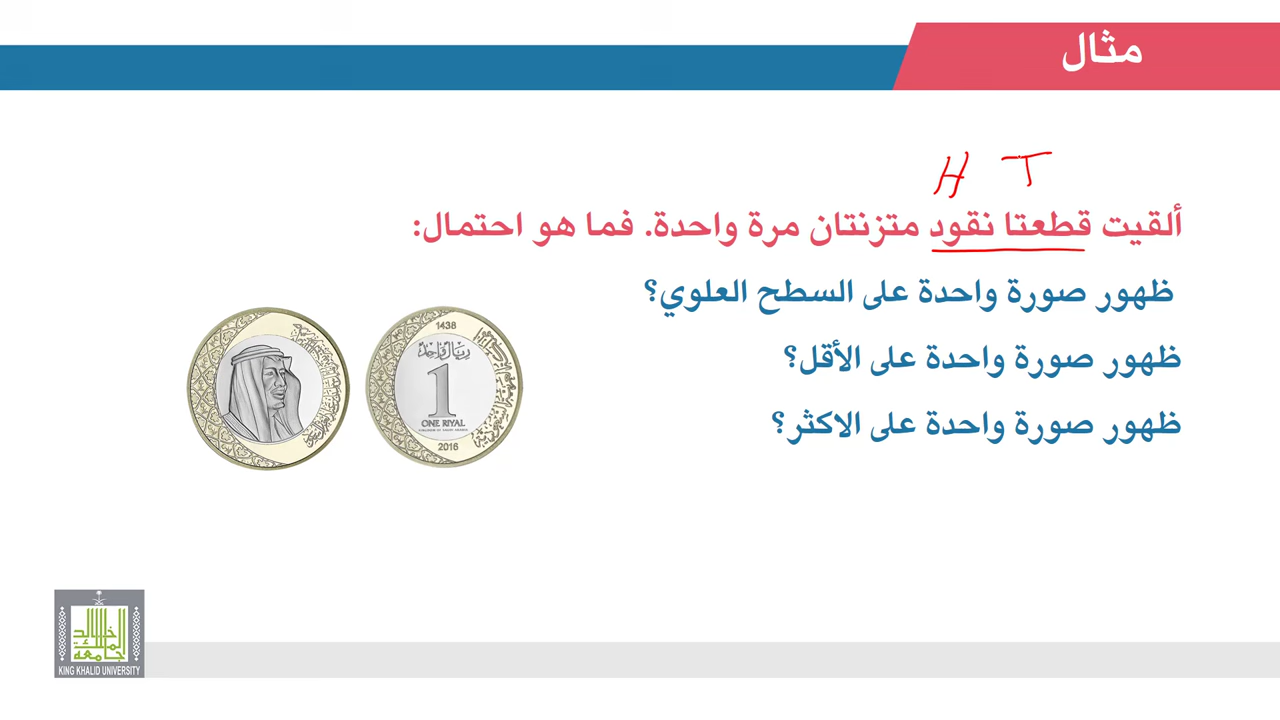 مثال
H T
ألقيت قطعتا نقود متزنتان مرة واحدة. فما هو احتمال:
ظهور صورة واحدة على السطح العلوي؟
ظهور صورة واحدة على الأقل؟
ظهور صورة واحدة على الاكثر؟
1438
ريال واحد
1
ONE RIYAL
2016
جامعة الملك خالد
KING KHALID UNIVERSITY